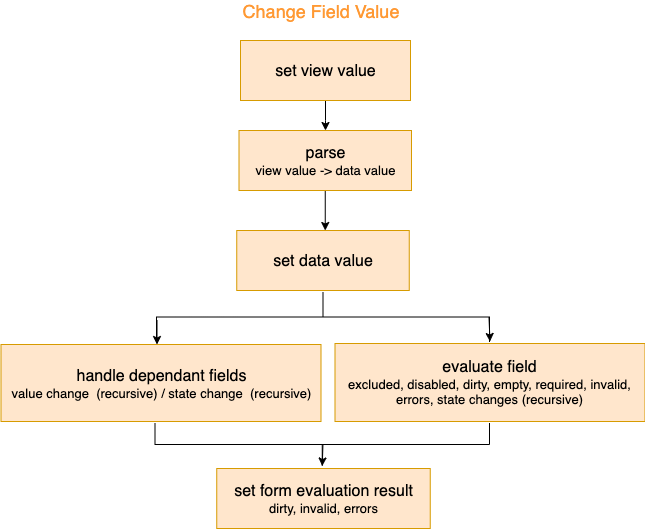 Change Field Value
set view value
parse
view value -> data value
set data value
handle dependant fields
value change (recursive) / state change (recursive)
evaluate field
excluded, disabled, dirty, empty, required, invalid,
errors, state changes (recursive)
set form evaluation result
dirty, invalid, errors